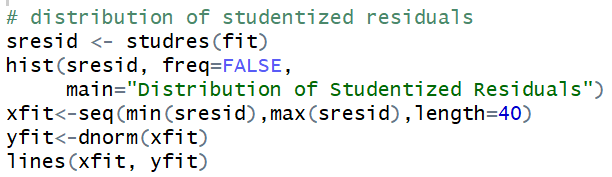 # distribution of studentized residuals
sresid <- studres(fit)
hist(sresid, freq=FALSE,
     main="Distribution of Studentized Residuals")
xfit<-seq(min(sresid),max(sresid),length=40)
yfit<-dnorm(xfit)
lines(xfit, yfit)